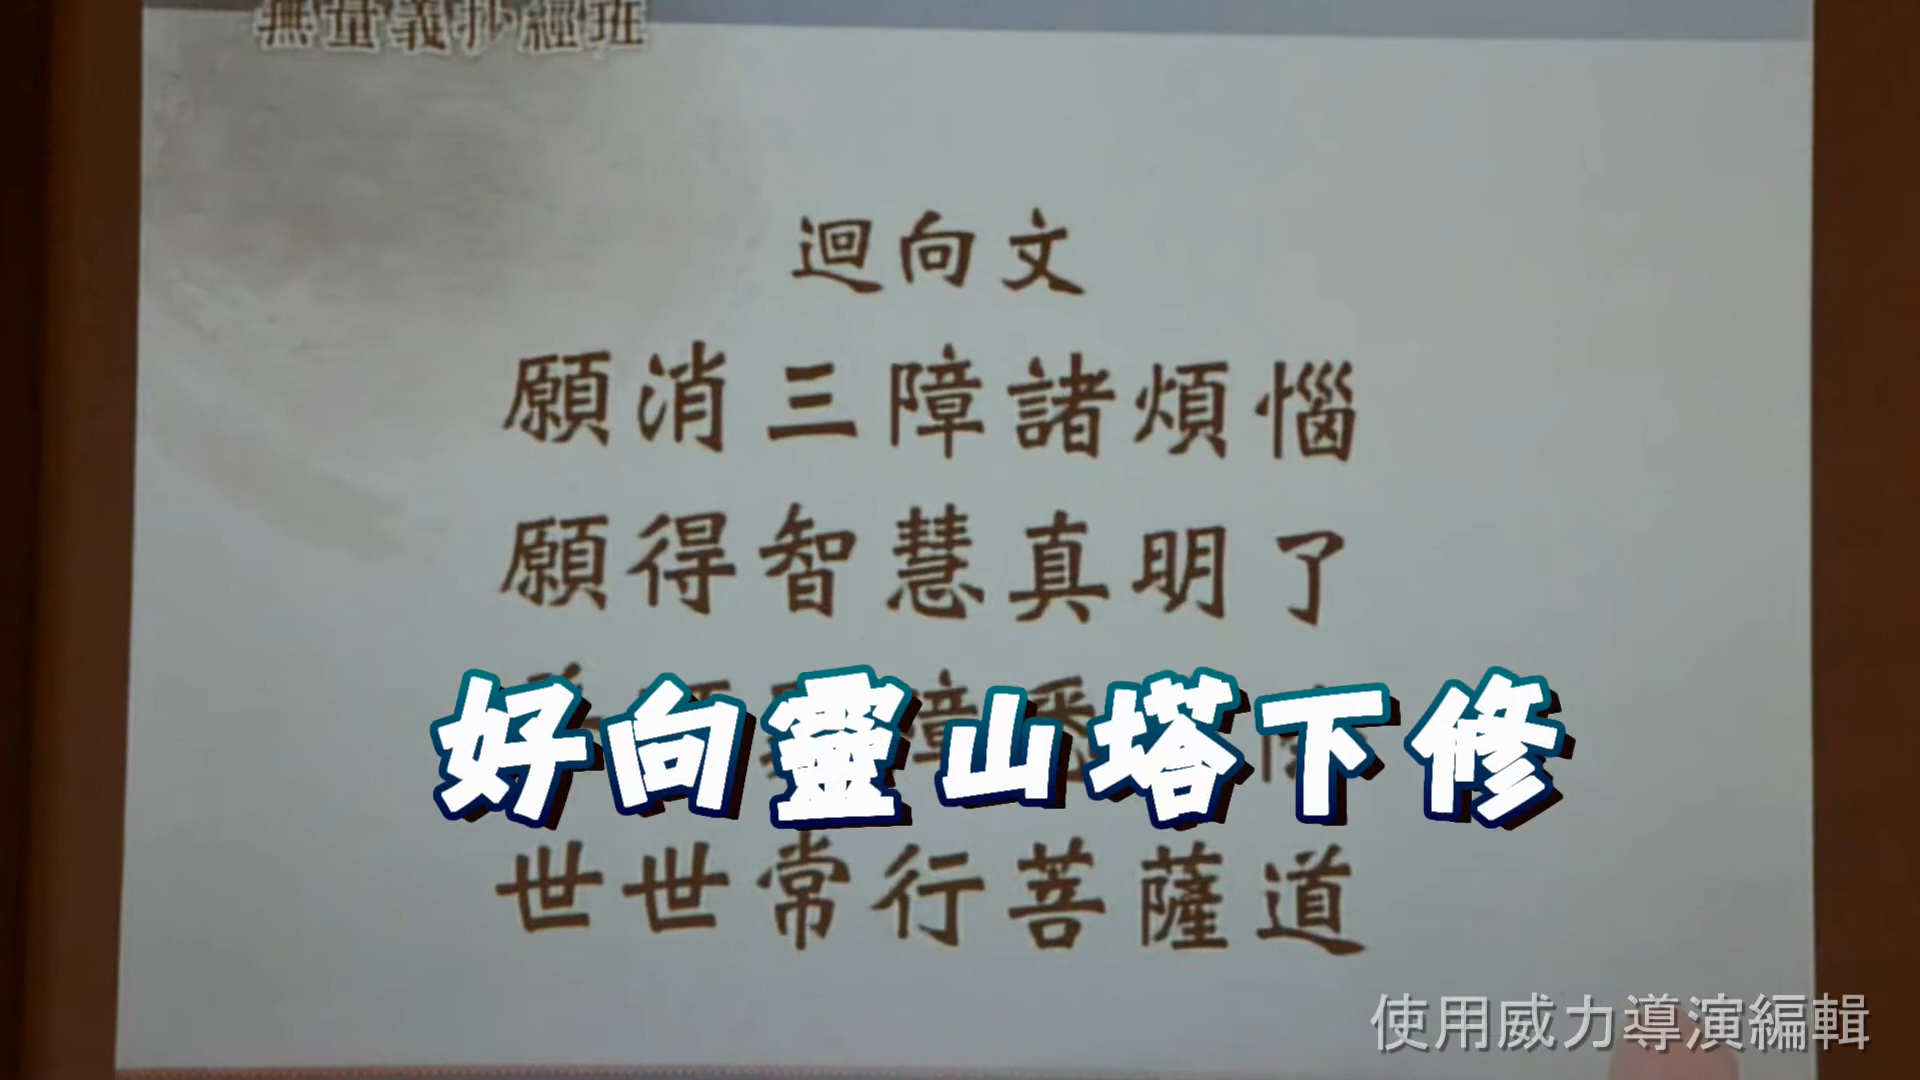 無量義抄經班
迴向文
願消三障諸煩惱
願得智慧真明了
好向靈山塔下修
世世常行菩薩道
使用威力導演編輯